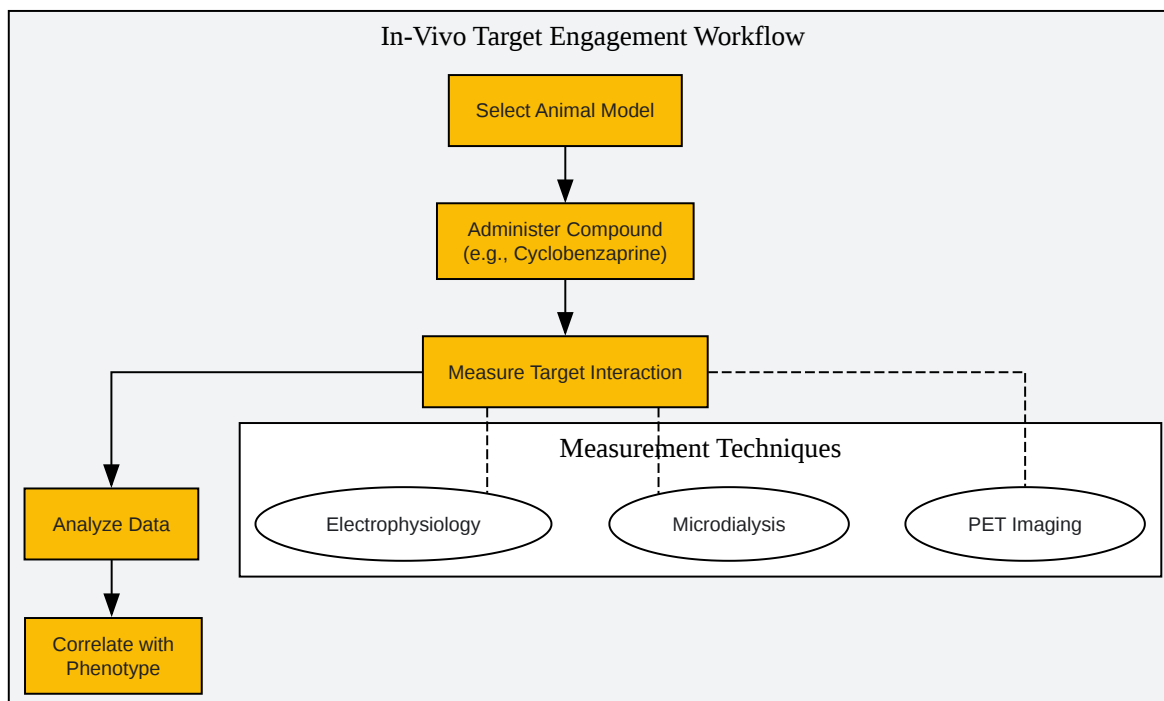 In-Vivo Target Engagement Workflow
Select Animal Model
Administer Compound
(e.g., Cyclobenzaprine)
Measure Target Interaction
Measurement Techniques
Electrophysiology
Microdialysis
PET Imaging
Analyze Data
Correlate with
Phenotype